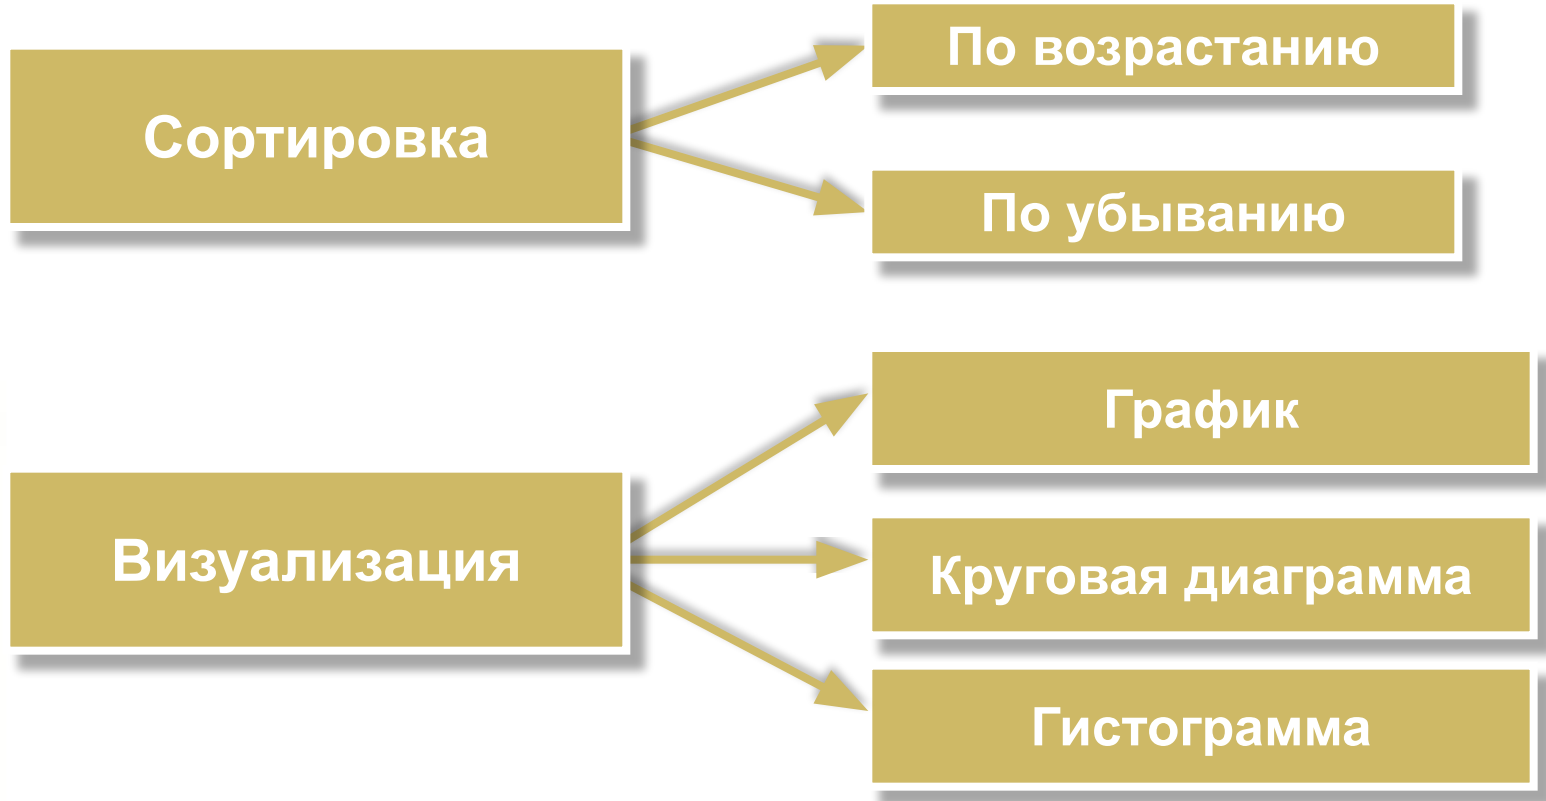 Сортировка
По возрастанию
По убыванию
Визуализация
График
Круговая диаграмма
Гистограмма